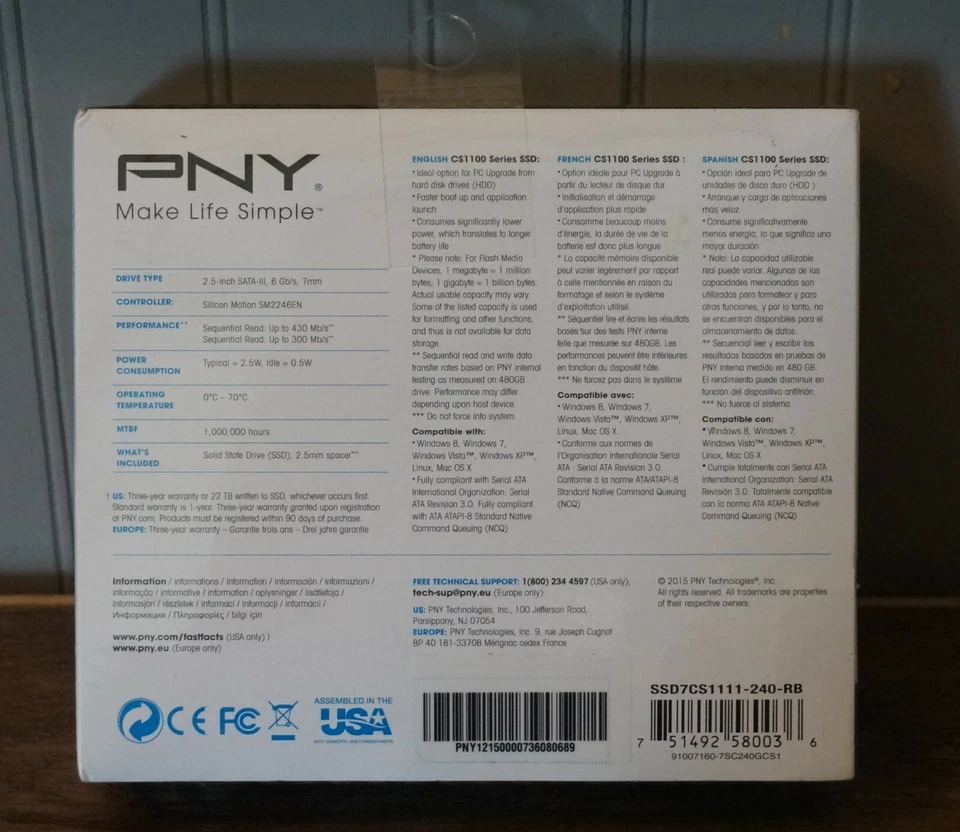 PNY®
Make Life Simple™
DRIVE TYPE 2.5-inch SATA-III, 6 Gb/s, 7mm
CONTROLLER: Silicon Motion SM2246EN
PERFORMANCE** Sequential Read: Up to 430 Mb/s**
Sequential Read: Up to 300 Mb/s**
POWER
CONSUMPTION
Typical = 2.5W, Idle = 0.5W
OPERATING
TEMPERATURE
0°C – 70°C
MTBF 1,000,000 hours
WHAT'S
INCLUDED
Solid State Drive (SSD), 2.5mm spacer***
1 US: Three-year warranty or 22 TB written to SSD, whichever occurs first.
Standard warranty is 1-year. Three-year warranty granted upon registration
at PNY.com. Products must be registered within 90 days of purchase.
EUROPE: Three-year warranty – Garantie trois ans – Drei jahre garantie
ENGLISH CS1100 Series SSD:
• Ideal option for PC Upgrade from
hard disk drives (HDD)
• Faster boot up and application
launch
• Consumes significantly lower
power, which translates to longer
battery life
* Please note: For Flash Media
Devices, 1 megabyte = 1 million
bytes; 1 gigabyte = 1 billion bytes.
Actual usable capacity may vary.
Some of the listed capacity is used
for formatting and other functions,
and thus is not available for data
storage.
** Sequential read and write data
transfer rates based on PNY internal
testing as measured on 480GB
drive. Performance may differ
depending upon host device.
*** Do not force into system
Compatible with:
• Windows 8, Windows 7,
Windows Vista™, Windows XP™,
Linux, Mac OS X
• Fully compliant with Serial ATA
International Organization: Serial
ATA Revision 3.0. Fully compliant
with ATA ATAPI-8 Standard Native
Command Queuing (NCQ)
FRENCH CS1100 Series SSD :
• Option idéale pour PC Upgrade à
partir du lecteur de disque dur
• Initialisation et démarrage
d'application plus rapide
• Consomme beaucoup moins
d'énergie, la durée de vie de la
batterie est donc plus longue
* La capacité mémoire disponible
peut varier légèrement par rapport
à celle mentionnée en raison du
formatage et selon le système
d'exploitation utilisé.
** Séquentiel lire et écrire les résultats
basés sur des tests PNY interne
telle que mesurée sur 480GB. Les
performances peuvent être inférieures
en fonction du dispositif hôte
*** Ne forcez pas dans le système
Compatible avec:
• Windows 8, Windows 7,
Windows Vista™, Windows XP™,
Linux, Mac OS X
• Conforme aux normes de
l'Organisation Internationale Serial
ATA : Serial ATA Revision 3.0.
Conforme à la norme ATA/ATAPI-8
Standard Native Command Queuing
(NCQ)
SPANISH CS1100 Series SSD:
• Opción ideal para PC Upgrade de
unidades de disco dura (HDD )
• Arranque y carga de aplicaciones
más veloz
• Consume significativamente
menos energía, lo que significa una
mayor duración
* Nota: La capacidad utilizable
real puede variar. Algunas de las
capacidades mencionadas son
utilizadas para formatear y para
otras funciones, y por lo tanto, no
se encuentran disponibles para el
almacenamiento de datos.
** Secuencial leer y escribir los
resultados basados en pruebas de
PNY interna medido en 480 GB.
El rendimiento puede disminuir en
función del dispositivo anfitrión.
*** No fuerce al sistema
Compatible con:
• Windows 8, Windows 7,
Windows Vista™, Windows XP™,
Linux, Mac OS X
• Cumple totalmente con Serial ATA
International Organization: Serial ATA
Revisión 3.0. Totalmente compatible
con la norma ATA ATAPI-8 Standard Native
Command Queuing (NCQ)
Information / informations / Information / información / informazioni /
informação / informative / information / oplysninger / lisätietoja /
informasjon / részletek / informaci / informacji / informácií /
Информации / Πληροφορίες / bilgi için
www.pny.com/fastfacts (USA only) |
www.pny.eu (Europe only)
FREE TECHNICAL SUPPORT: 1(800) 234 4597 (USA only),
tech-sup@pny.eu (Europe only)
US: PNY Technologies, Inc., 100 Jefferson Road,
Parsippany, NJ 07054
EUROPE: PNY Technologies, Inc. 9, rue Joseph Cugnot
BP 40 181-33708 Mérignac cedex France
© 2015 PNY Technologies®, Inc.
All rights reserved. All trademarks are properties
of their respective owners.
CE FC
ASSEMBLED IN THE
USA
WITH DOMESTIC AND FOREIGN PARTS
PNY12150000736080689
SSD7CS1111-240-RB
7 51492 58003 6
91007160-7SC240GCS1